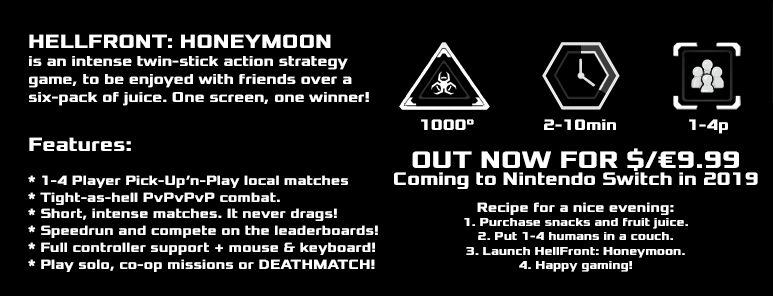 HELLFRONT: HONEYMOON
is an intense twin-stick action strategy
game, to be enjoyed with friends over a
six-pack of juice. One screen, one winner!
Features:
* 1-4 Player Pick-Up'n-Play local matches
* Tight-as-hell PvPvPvP combat.
* Short, intense matches. It never drags!
* Speedrun and compete on the leaderboards!
* Full controller support + mouse & keyboard!
* Play solo, co-op missions or DEATHMATCH!
1000°
2-10min
1-4p
OUT NOW FOR $/€9.99
Coming to Nintendo Switch in 2019
Recipe for a nice evening:
1. Purchase snacks and fruit juice.
2. Put 1-4 humans in a couch.
3. Launch HellFront: Honeymoon.
4. Happy gaming!